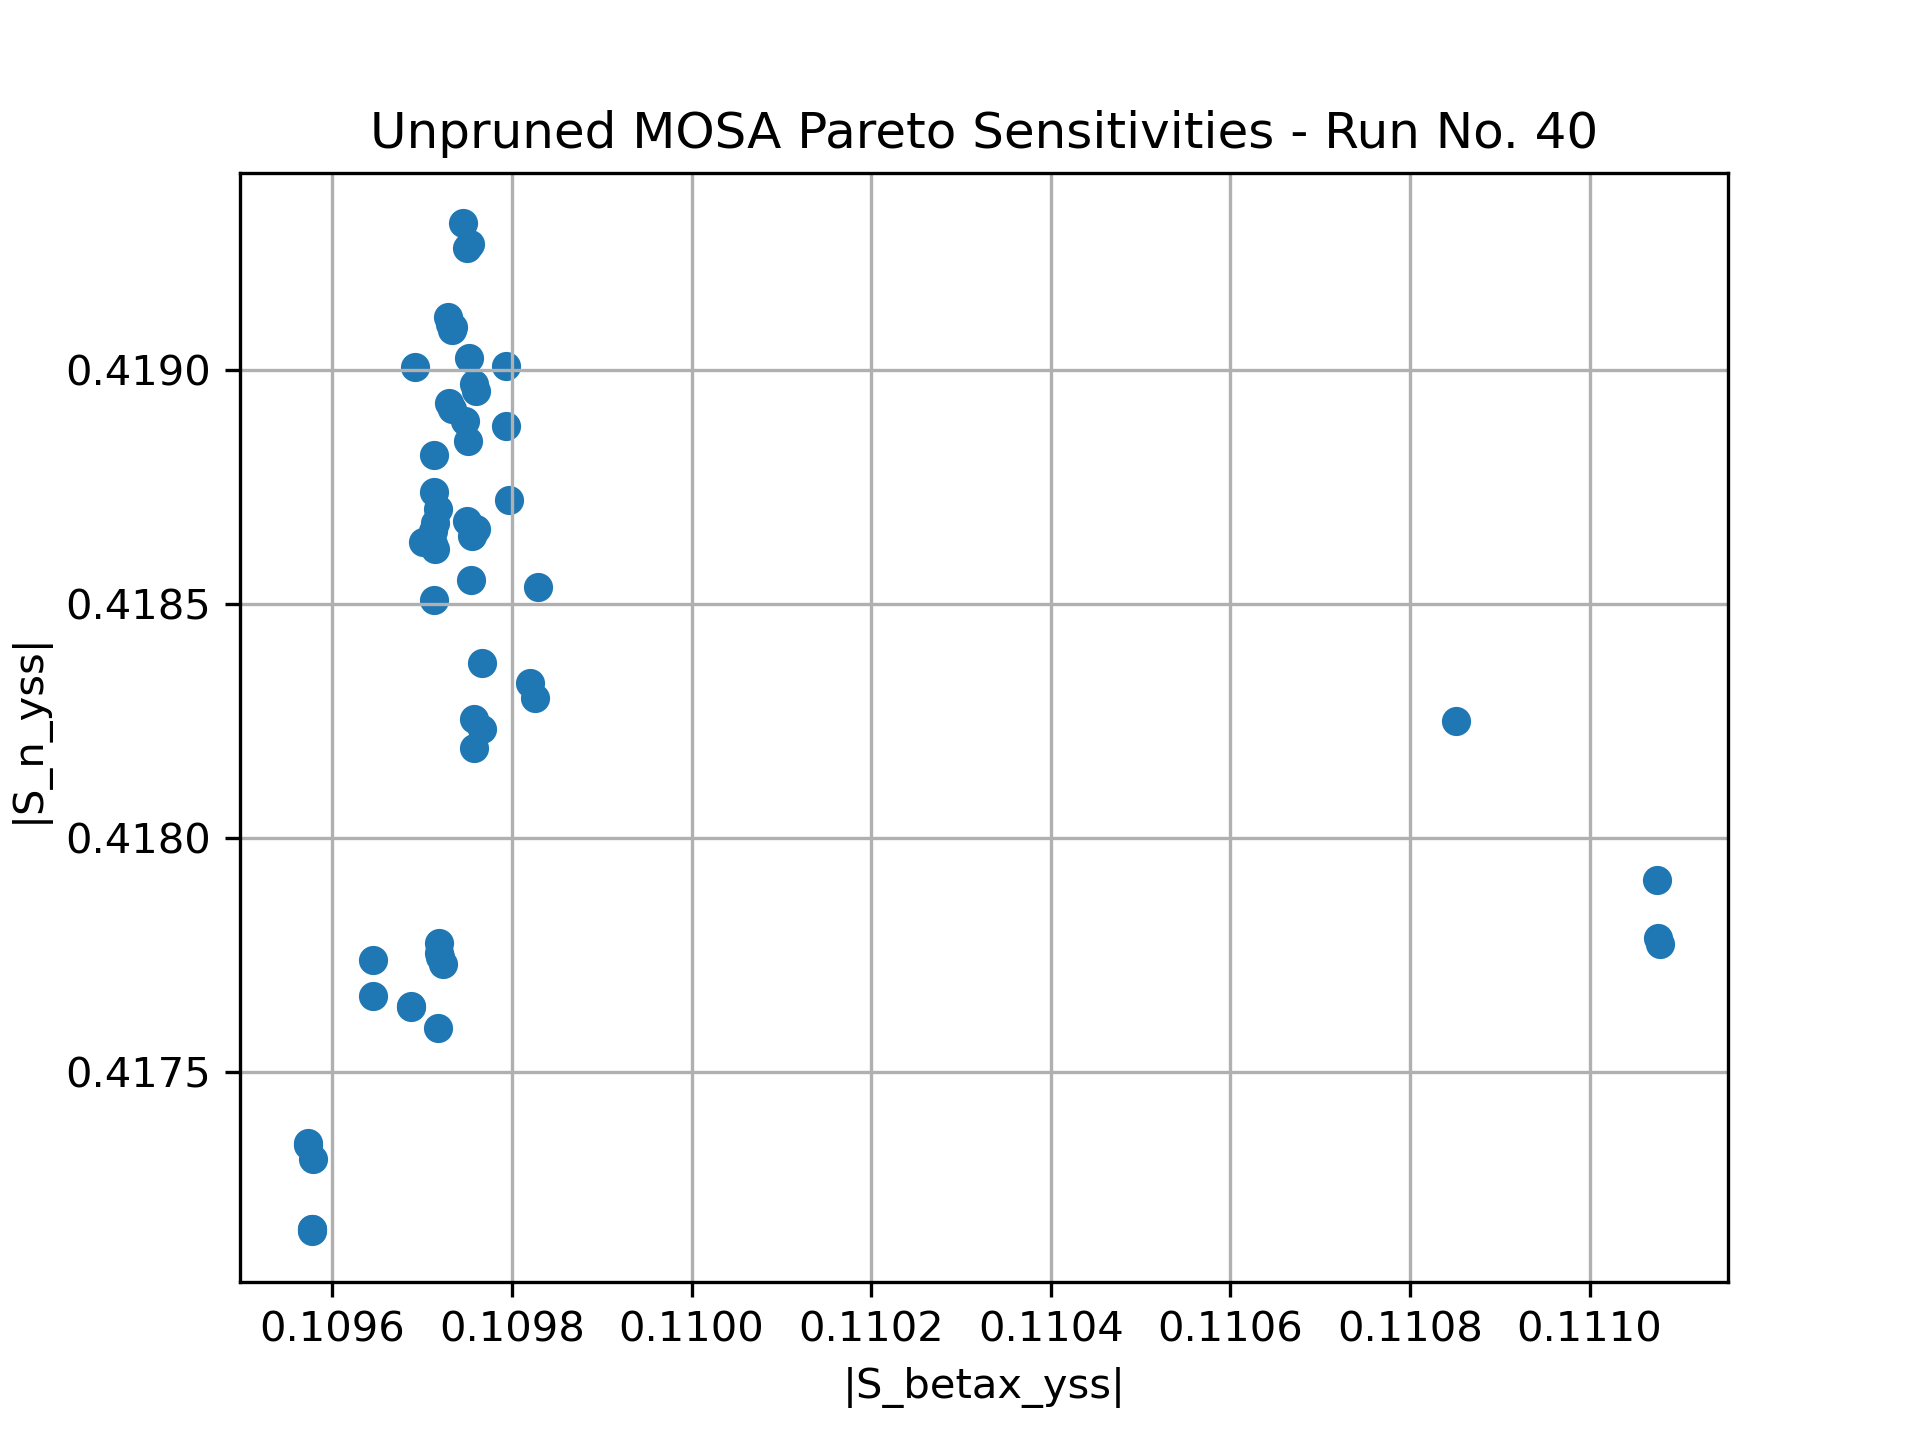 Unpruned MOSA Pareto Sensitivities - Run No. 40
|S_n_yss|
0.4190
0.4185
0.4180
0.4175
0.1096 0.1098 0.1100 0.1102 0.1104 0.1106 0.1108 0.1110
|S_betax_yss|